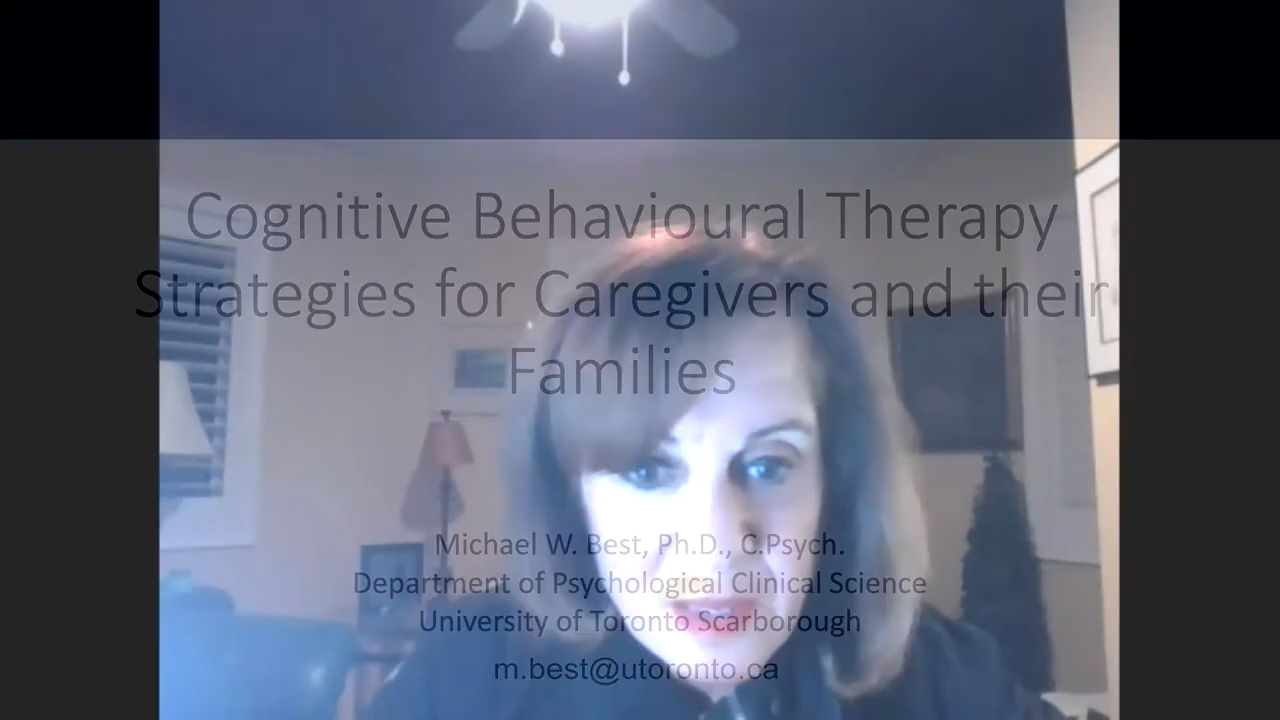 Cognitive Behavioural Therapy
Strategies for Caregivers and their
Families
Michael W. Best, Ph.D., C.Psych.
Department of Psychological Clinical Science
University of Toronto Scarborough
m.best@utoronto.ca